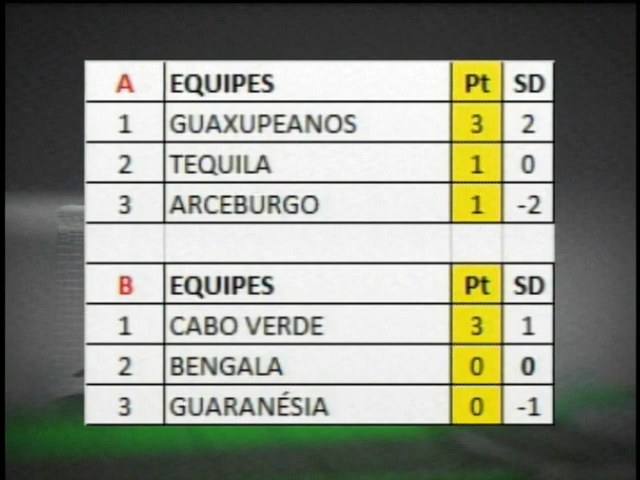 A EQUIPES Pt SD
1 GUAXUPEANOS 3 2
2 TEQUILA 1 0
3 ARCEBURGO 1 -2
B EQUIPES Pt SD
1 CABO VERDE 3 1
2 BENGALA 0 0
3 GUARANÉSIA 0 -1